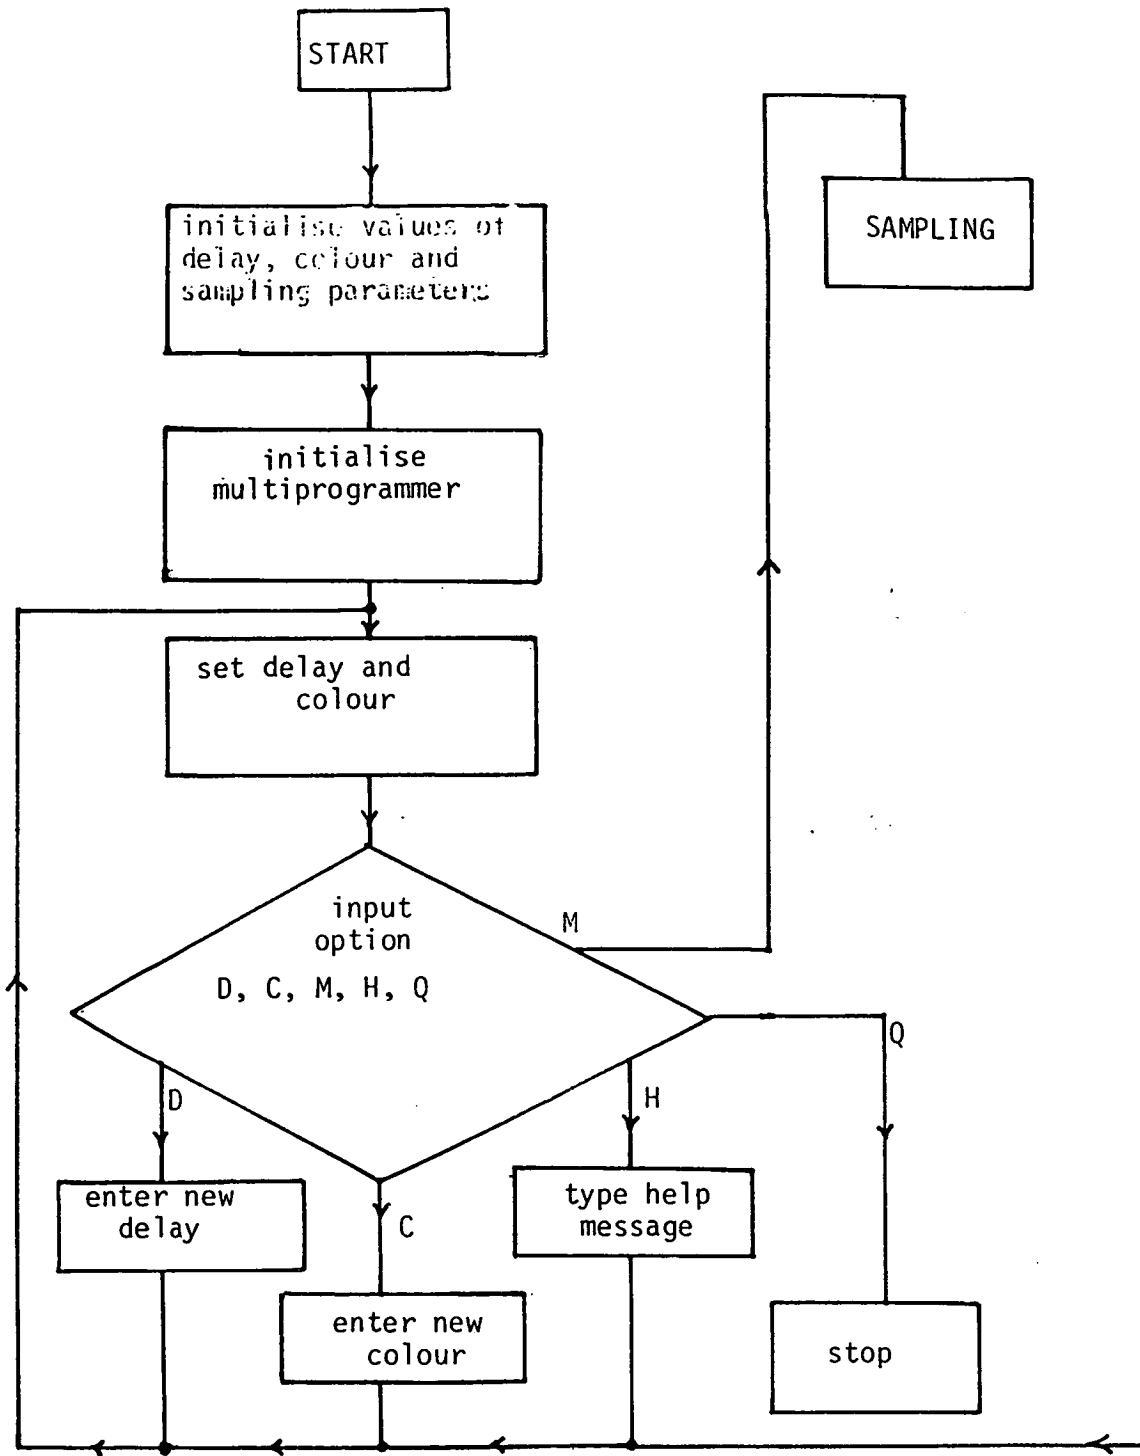 START
SAMPLING
initialise values of
delay, colour and
sampling parameters
initialise
multiprogrammer
set delay and
colour
input
option
D, C, M, H, Q
M
Q
D
H
C
enter new
delay
type help
message
enter new
colour
stop